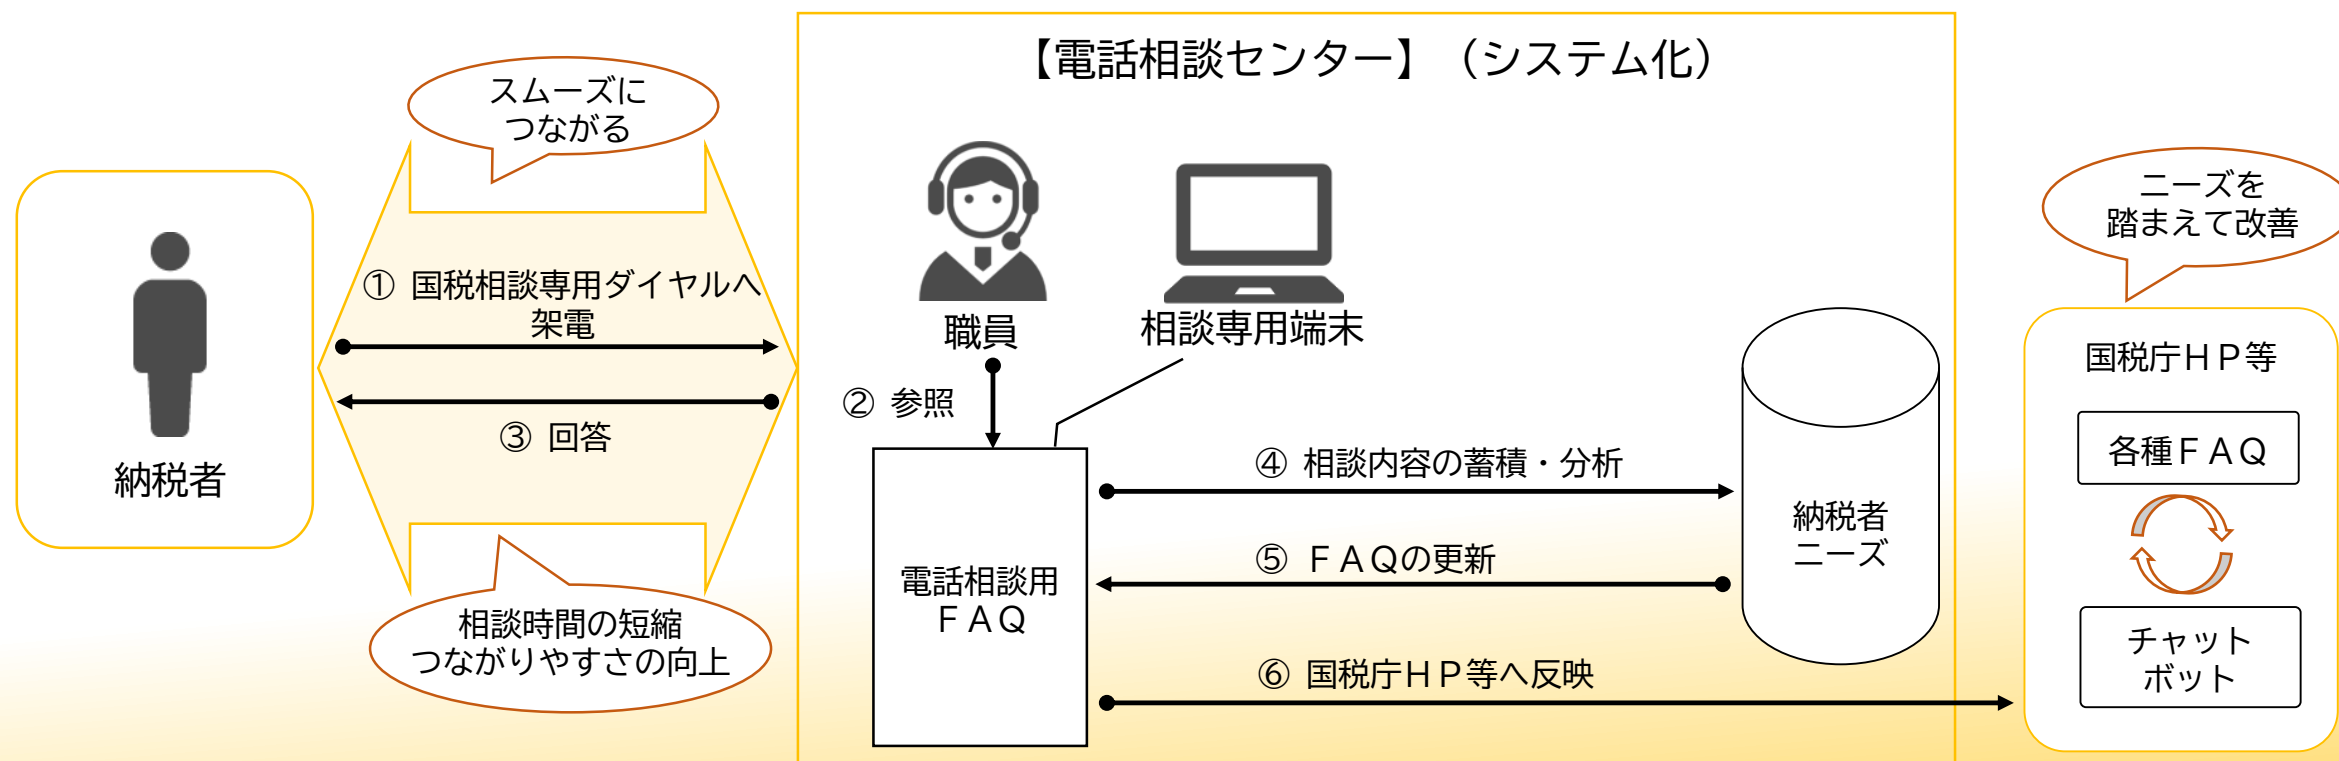 【電話相談センター】（システム化）
スムーズに
つながる
納税者
① 国税相談専用ダイヤルへ
架電
③ 回答
相談時間の短縮
つながりやすさの向上
職員
相談専用端末
② 参照
電話相談用
ＦＡＱ
④ 相談内容の蓄積・分析
⑤ ＦＡＱの更新
⑥ 国税庁ＨＰ等へ反映
納税者
ニーズ
ニーズを
踏まえて改善
国税庁ＨＰ等
各種ＦＡＱ
チャット
ボット